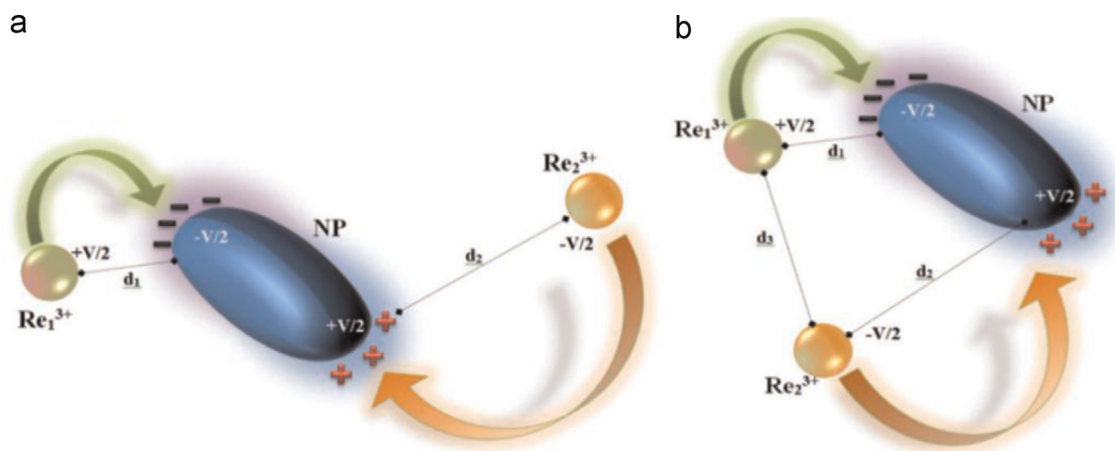 a
Re₁³⁺
+V/2
d₁
-V/2
NP
+V/2
d₂
Re₂³⁺
-V/2
b
Re₁³⁺
+V/2
d₁
-V/2
NP
+V/2
d₃
d₂
Re₂³⁺
-V/2